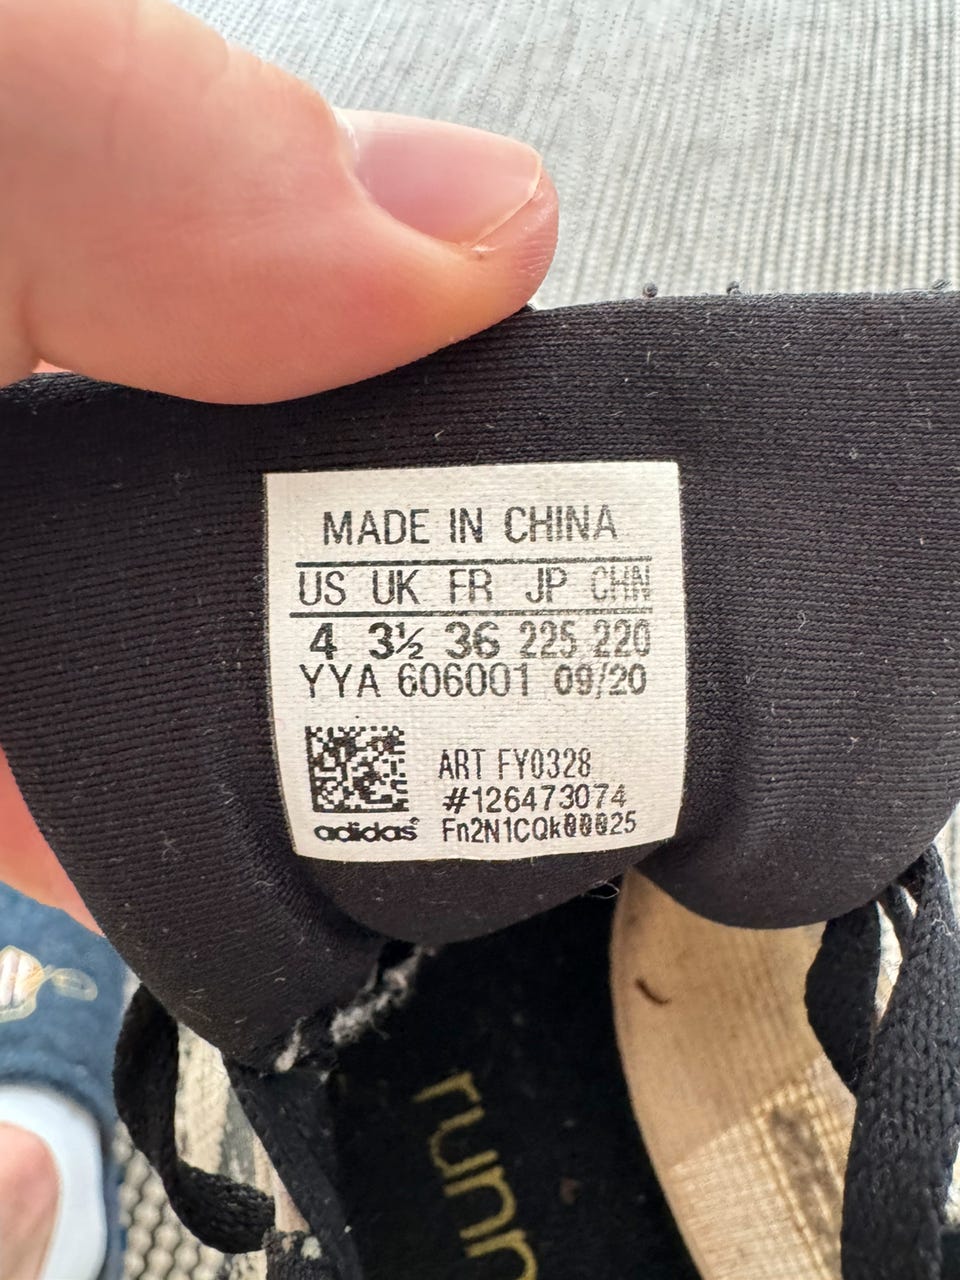 MADE IN CHINA
US UK FR JP CHN
4 3½ 36 225 220
YYA 606001 09/20
ART FY0328
#126473074
adidas Fn2N1CQk00025
runn